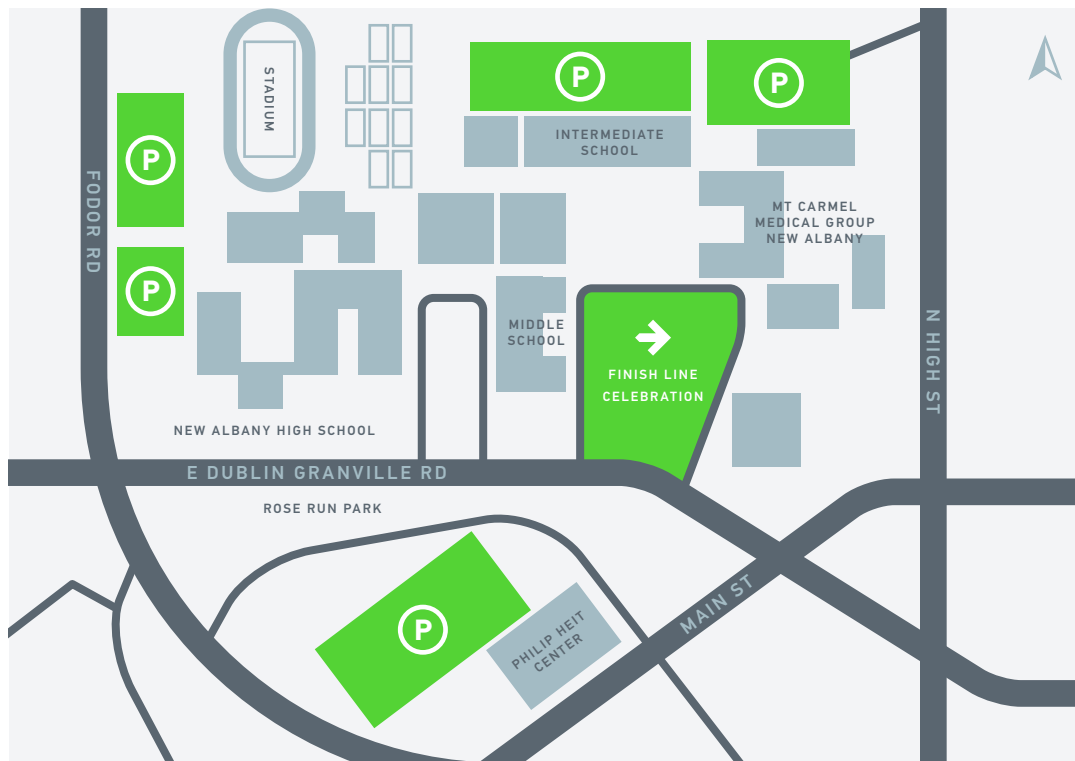 STADIUM
P
P
INTERMEDIATE
SCHOOL
P
P
FODOR RD
MT CARMEL
MEDICAL GROUP
NEW ALBANY
MIDDLE
SCHOOL
FINISH LINE
CELEBRATION
N HIGH ST
NEW ALBANY HIGH SCHOOL
E DUBLIN GRANVILLE RD
ROSE RUN PARK
P
PHILIP HEIT
CENTER
MAIN ST